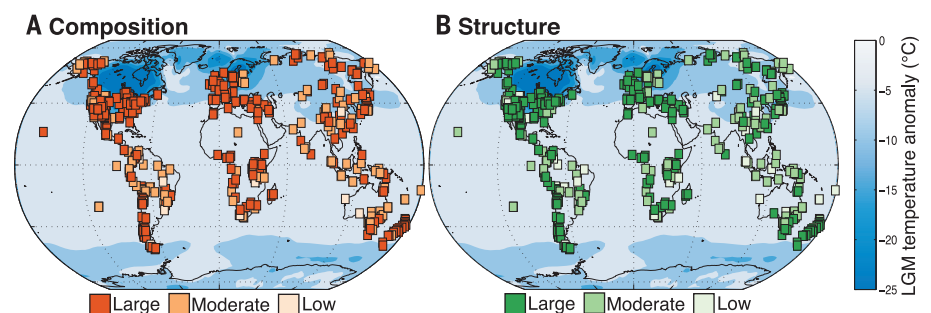 A Composition
B Structure
0
−5
−10
−15
−20
−25
LGM temperature anomaly (°C)
Large
Moderate
Low
Large
Moderate
Low